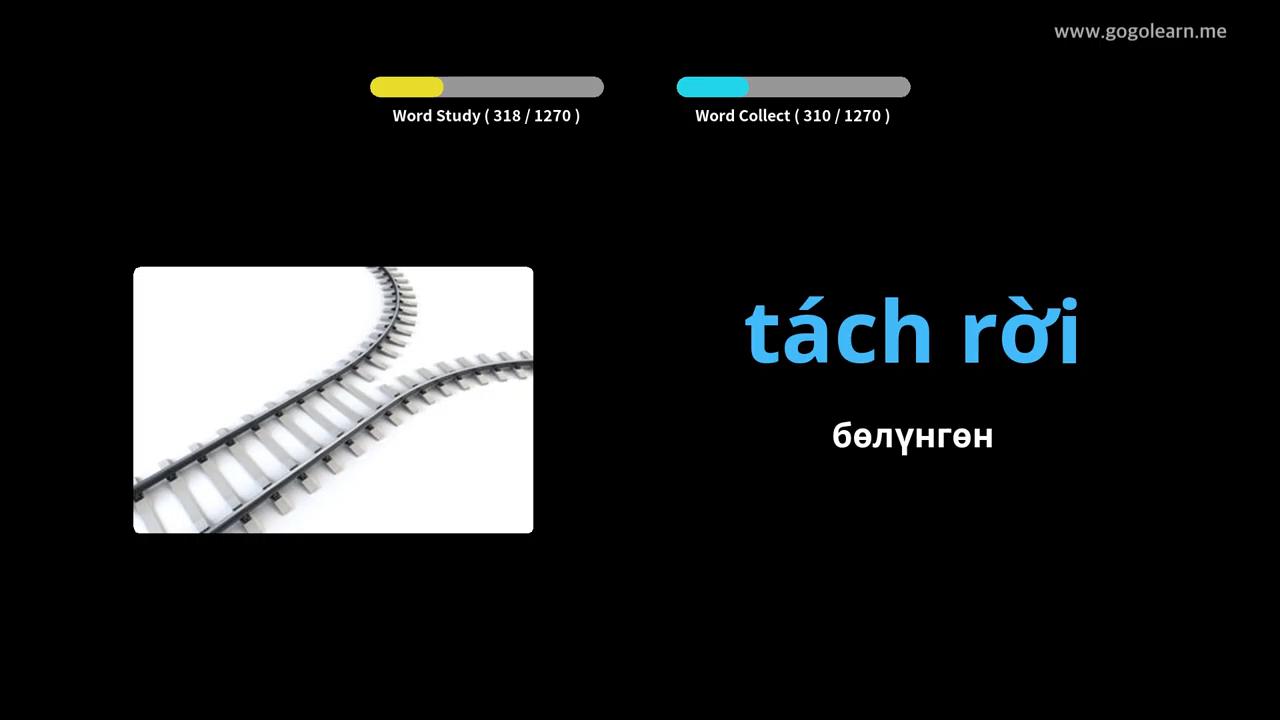 www.gogolearn.me
Word Study ( 318 / 1270 )
Word Collect ( 310 / 1270 )
tách rời
бөлүнгөн